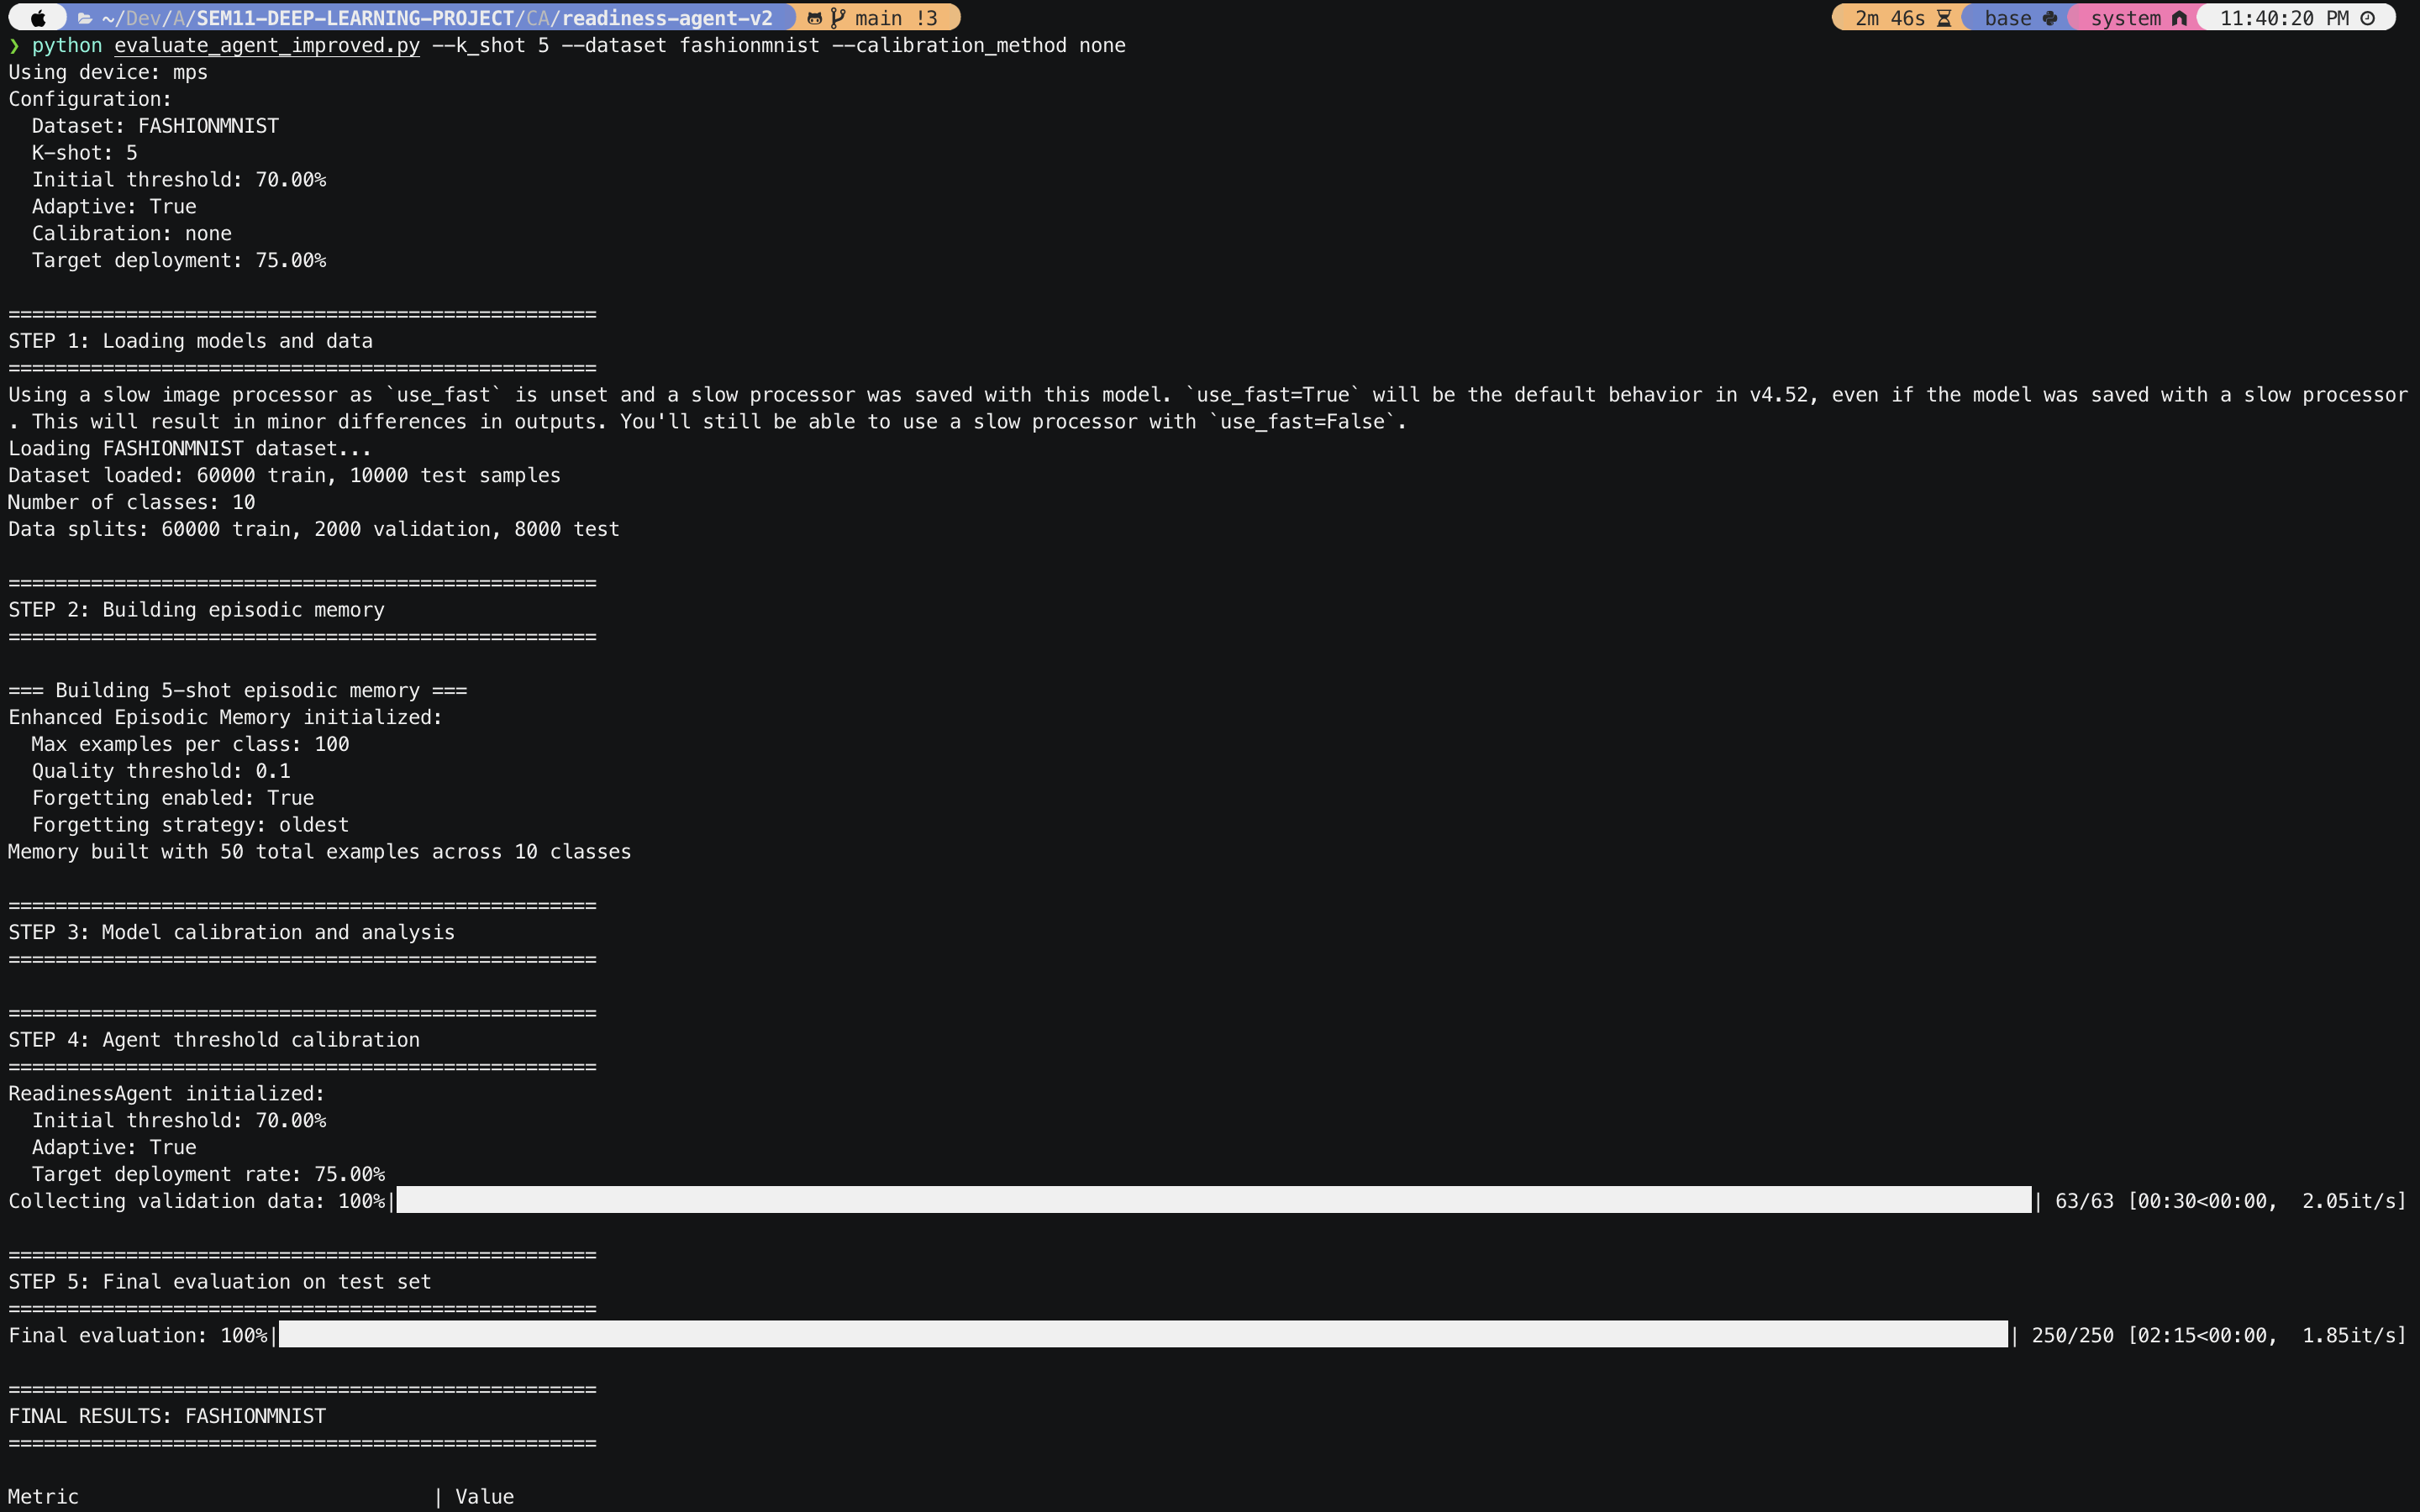 ~/Dev/A/SEM11-DEEP-LEARNING-PROJECT/CA/readiness-agent-v2 main !3 2m 46s base system 11:40:20 PM
❯ python evaluate_agent_improved.py --k_shot 5 --dataset fashionmnist --calibration_method none
Using device: mps
Configuration:
  Dataset: FASHIONMNIST
  K-shot: 5
  Initial threshold: 70.00%
  Adaptive: True
  Calibration: none
  Target deployment: 75.00%
==================================================
STEP 1: Loading models and data
==================================================
Using a slow image processor as `use_fast` is unset and a slow processor was saved with this model. `use_fast=True` will be the default behavior in v4.52, even if the model was saved with a slow processor
. This will result in minor differences in outputs. You'll still be able to use a slow processor with `use_fast=False`.
Loading FASHIONMNIST dataset...
Dataset loaded: 60000 train, 10000 test samples
Number of classes: 10
Data splits: 60000 train, 2000 validation, 8000 test
==================================================
STEP 2: Building episodic memory
==================================================
=== Building 5-shot episodic memory ===
Enhanced Episodic Memory initialized:
  Max examples per class: 100
  Quality threshold: 0.1
  Forgetting enabled: True
  Forgetting strategy: oldest
Memory built with 50 total examples across 10 classes
==================================================
STEP 3: Model calibration and analysis
==================================================
==================================================
STEP 4: Agent threshold calibration
==================================================
ReadinessAgent initialized:
  Initial threshold: 70.00%
  Adaptive: True
  Target deployment rate: 75.00%
Collecting validation data: 100%| | 63/63 [00:30<00:00,  2.05it/s]
==================================================
STEP 5: Final evaluation on test set
==================================================
Final evaluation: 100%| | 250/250 [02:15<00:00,  1.85it/s]
==================================================
FINAL RESULTS: FASHIONMNIST
==================================================
Metric | Value